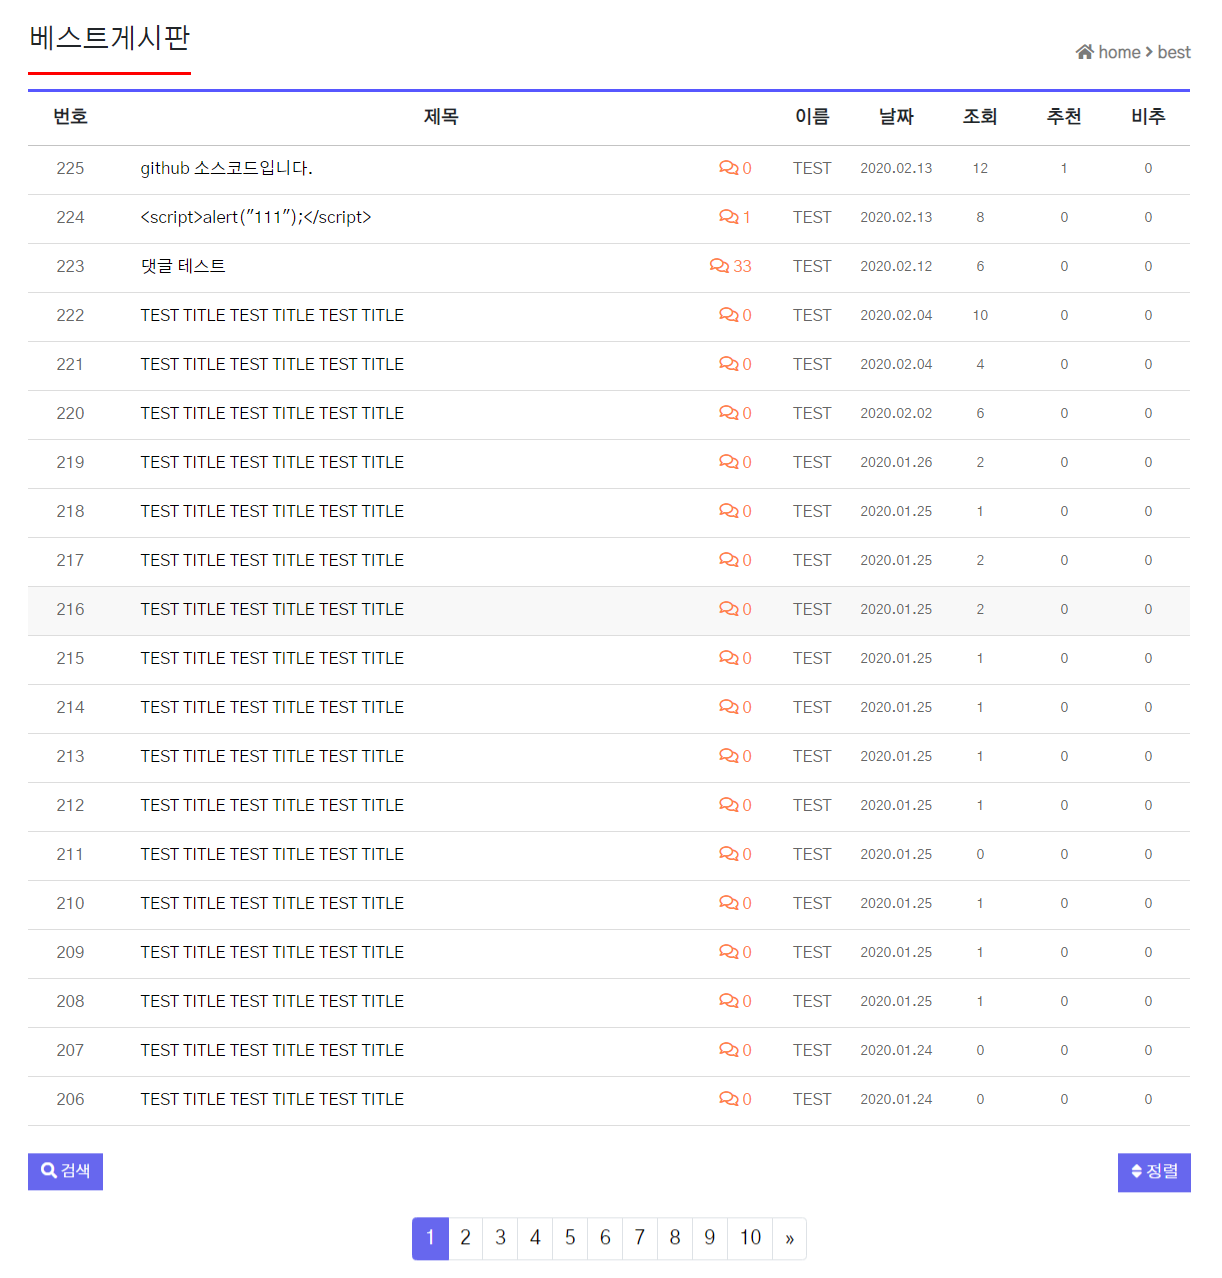 베스트게시판
home > best
번호 제목 이름 날짜 조회 추천 비추
225 github 소스코드입니다. 0 TEST 2020.02.13 12 1 0
224 <script>alert("111");</script> 1 TEST 2020.02.13 8 0 0
223 댓글 테스트 33 TEST 2020.02.12 6 0 0
222 TEST TITLE TEST TITLE TEST TITLE 0 TEST 2020.02.04 10 0 0
221 TEST TITLE TEST TITLE TEST TITLE 0 TEST 2020.02.04 4 0 0
220 TEST TITLE TEST TITLE TEST TITLE 0 TEST 2020.02.02 6 0 0
219 TEST TITLE TEST TITLE TEST TITLE 0 TEST 2020.01.26 2 0 0
218 TEST TITLE TEST TITLE TEST TITLE 0 TEST 2020.01.25 1 0 0
217 TEST TITLE TEST TITLE TEST TITLE 0 TEST 2020.01.25 2 0 0
216 TEST TITLE TEST TITLE TEST TITLE 0 TEST 2020.01.25 2 0 0
215 TEST TITLE TEST TITLE TEST TITLE 0 TEST 2020.01.25 1 0 0
214 TEST TITLE TEST TITLE TEST TITLE 0 TEST 2020.01.25 1 0 0
213 TEST TITLE TEST TITLE TEST TITLE 0 TEST 2020.01.25 1 0 0
212 TEST TITLE TEST TITLE TEST TITLE 0 TEST 2020.01.25 1 0 0
211 TEST TITLE TEST TITLE TEST TITLE 0 TEST 2020.01.25 0 0 0
210 TEST TITLE TEST TITLE TEST TITLE 0 TEST 2020.01.25 1 0 0
209 TEST TITLE TEST TITLE TEST TITLE 0 TEST 2020.01.25 1 0 0
208 TEST TITLE TEST TITLE TEST TITLE 0 TEST 2020.01.25 1 0 0
207 TEST TITLE TEST TITLE TEST TITLE 0 TEST 2020.01.24 0 0 0
206 TEST TITLE TEST TITLE TEST TITLE 0 TEST 2020.01.24 0 0 0
검색 정렬
1 2 3 4 5 6 7 8 9 10 »